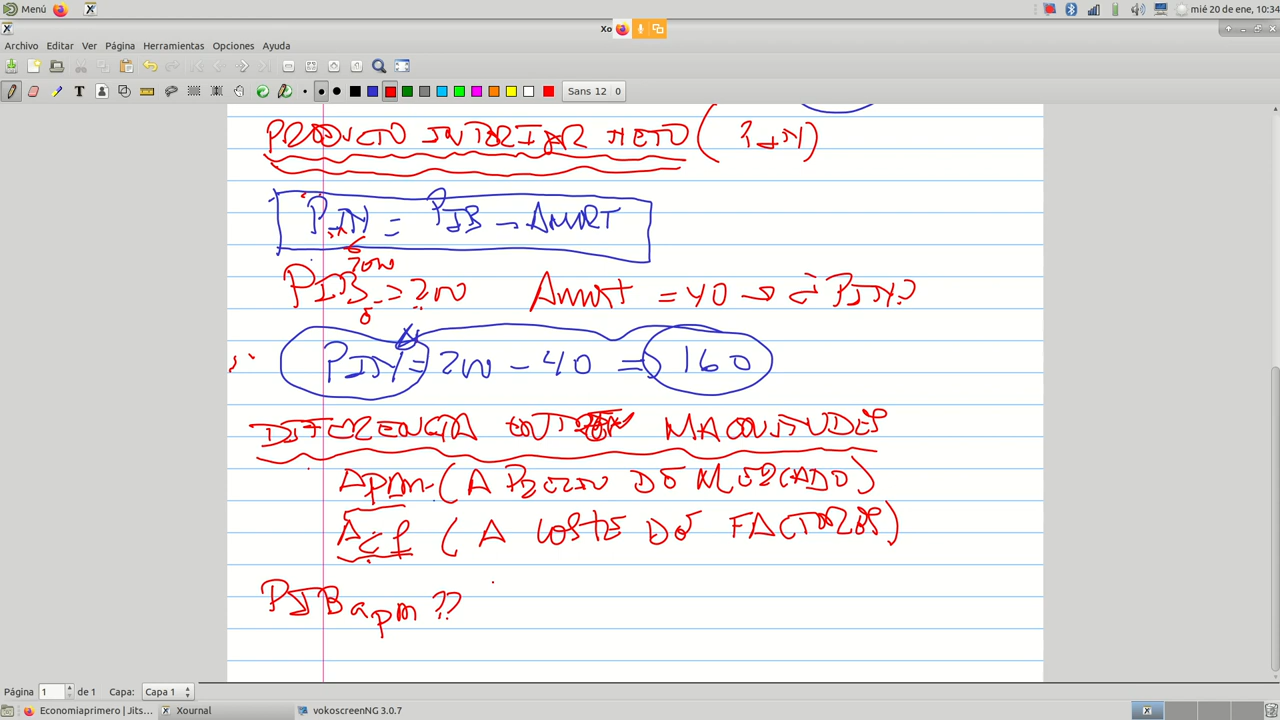 Menú
mié 20 de ene, 10:34
Xo
Archivo Editar Ver Página Herramientas Opciones Ayuda
Sans 12 0
PRODUCTO INTERIOR NETO (PIN)
PIN = PIB - AMORT
PIB = 200 Amort = 40 → ¿PIN?
PIN = 200 - 40 = 160
DIFERENCIA ENTRE MAGNITUDES
Apm (A PRECIO DE MERCADO)
Acf (A COSTE DE FACTORES)
PIB apm ??
Página 1 de 1 Capa: Capa 1
Economiaprimero | Jits... Xournal vokoscreenNG 3.0.7